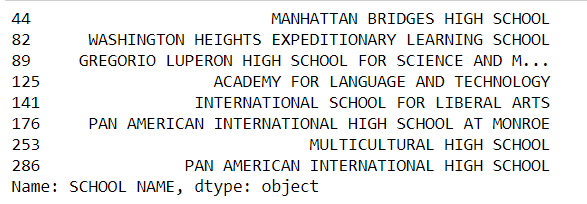 44 MANHATTAN BRIDGES HIGH SCHOOL
82 WASHINGTON HEIGHTS EXPEDITIONARY LEARNING SCHOOL
89 GREGORIO LUPERON HIGH SCHOOL FOR SCIENCE AND M...
125 ACADEMY FOR LANGUAGE AND TECHNOLOGY
141 INTERNATIONAL SCHOOL FOR LIBERAL ARTS
176 PAN AMERICAN INTERNATIONAL HIGH SCHOOL AT MONROE
253 MULTICULTURAL HIGH SCHOOL
286 PAN AMERICAN INTERNATIONAL HIGH SCHOOL
Name: SCHOOL NAME, dtype: object